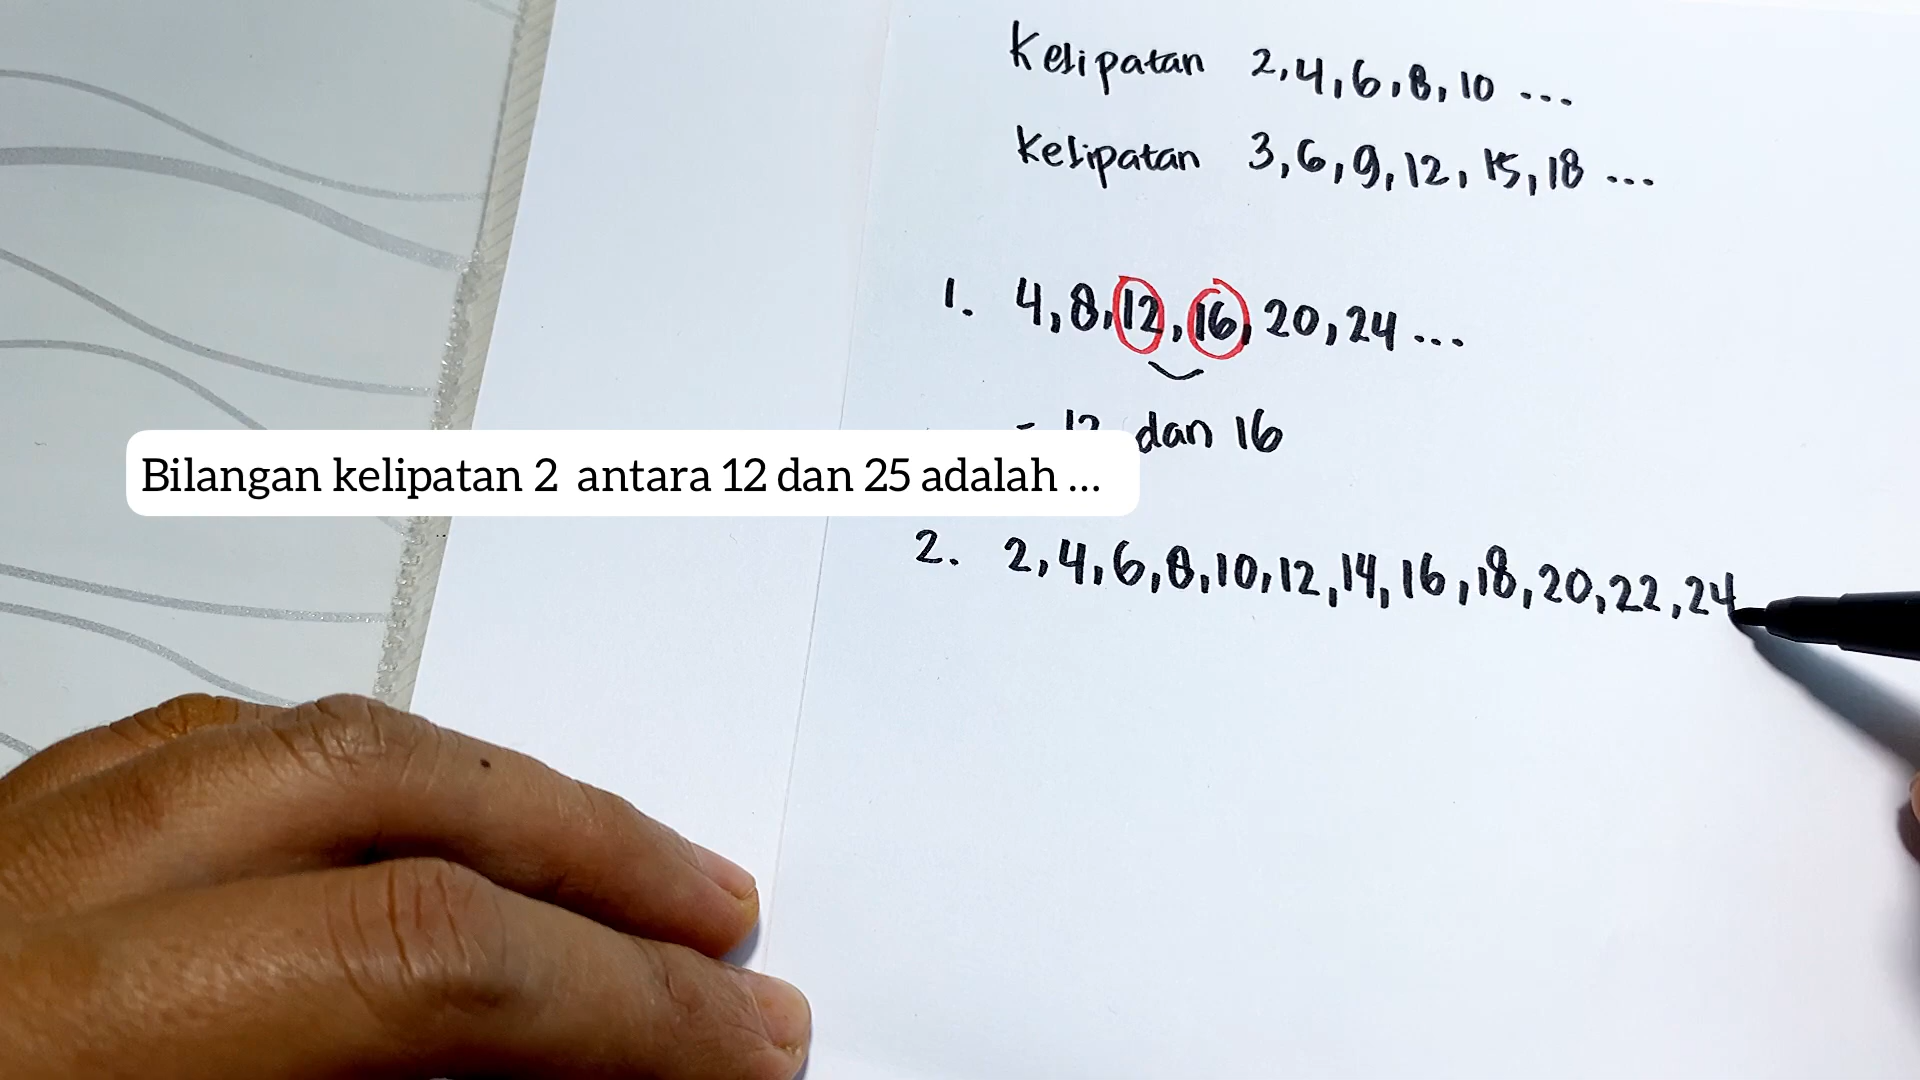 Kelipatan 2, 4, 6, 8, 10 ...
Kelipatan 3, 6, 9, 12, 15, 18 ...
1. 4, 8, 12, 16, 20, 24 ...
= 12 dan 16
Bilangan kelipatan 2 antara 12 dan 25 adalah ...
2. 2, 4, 6, 8, 10, 12, 14, 16, 18, 20, 22, 24